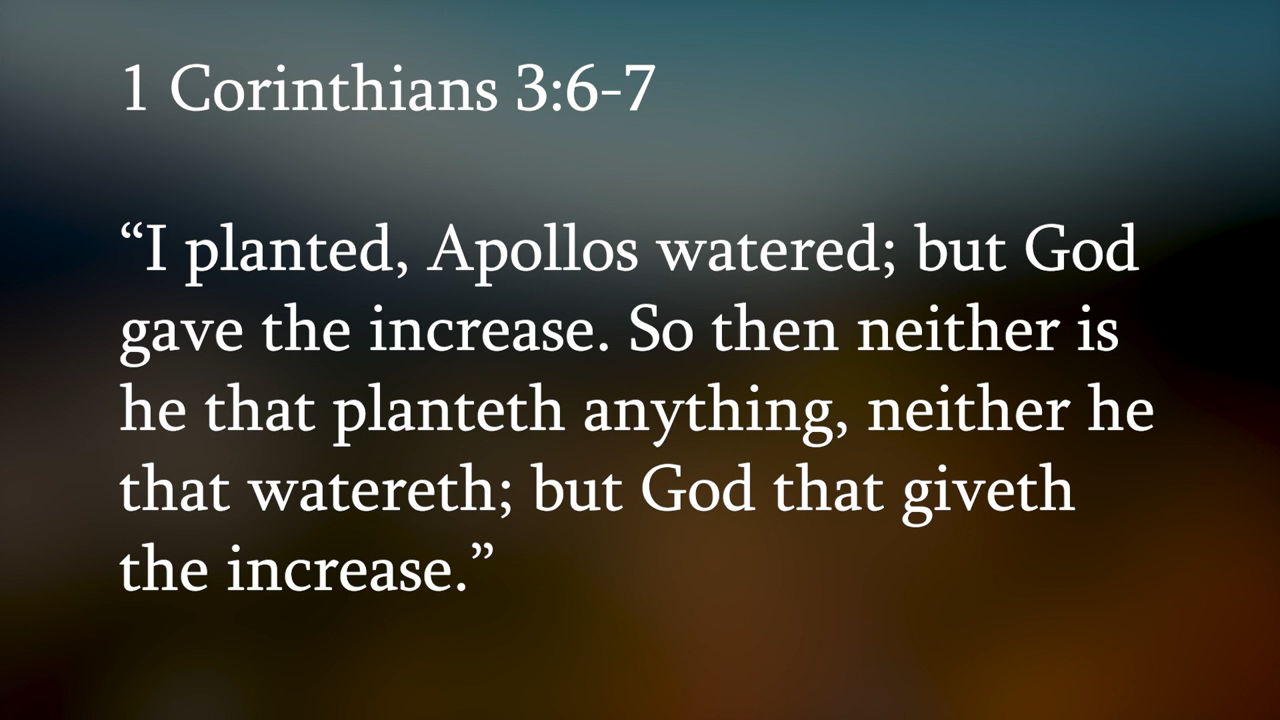 1 Corinthians 3:6-7
“I planted, Apollos watered; but God
gave the increase. So then neither is
he that planteth anything, neither he
that watereth; but God that giveth
the increase.”